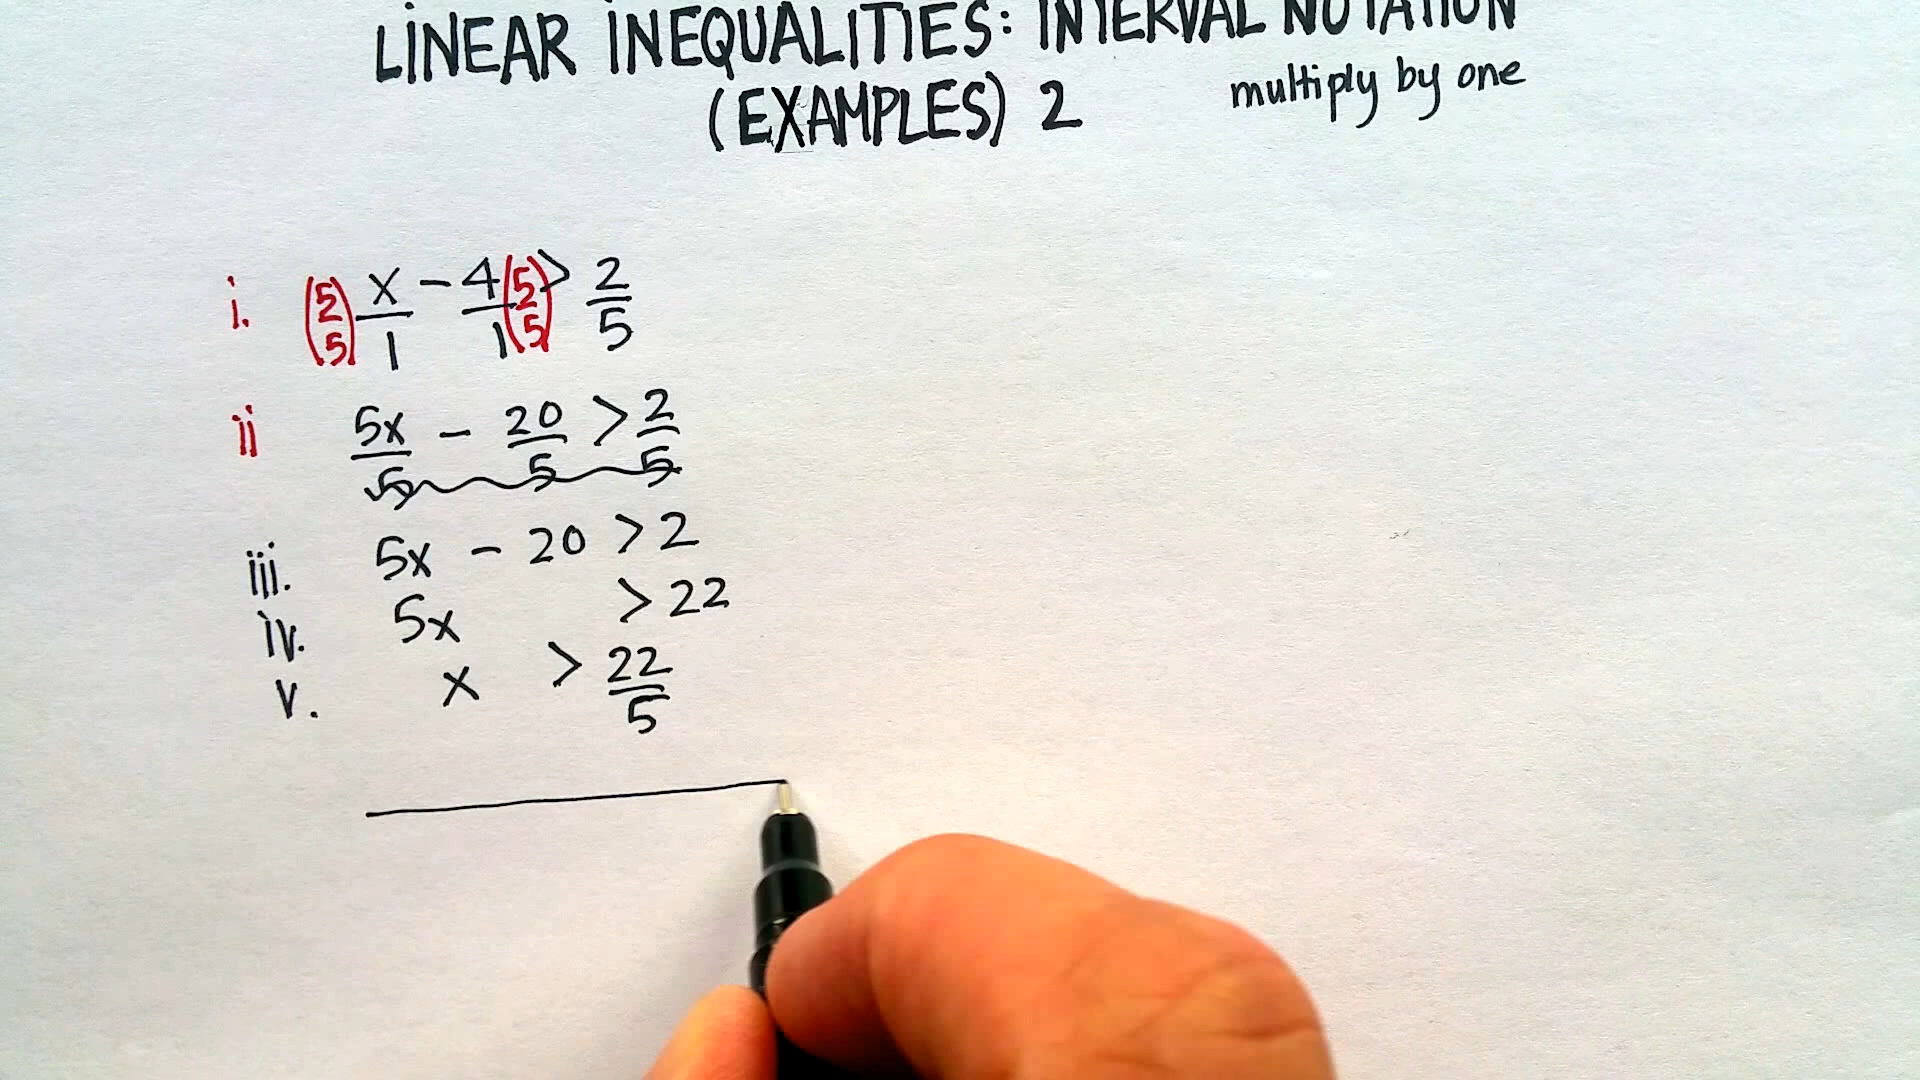 LINEAR INEQUALITIES: INTERVAL NOTATION
(EXAMPLES) 2
multiply by one
i. (5/5) x/1 - 4/1 (5/5) > 2/5
ii 5x/5 - 20/5 > 2/5
iii. 5x - 20 > 2
iv. 5x > 22
v. x > 22/5